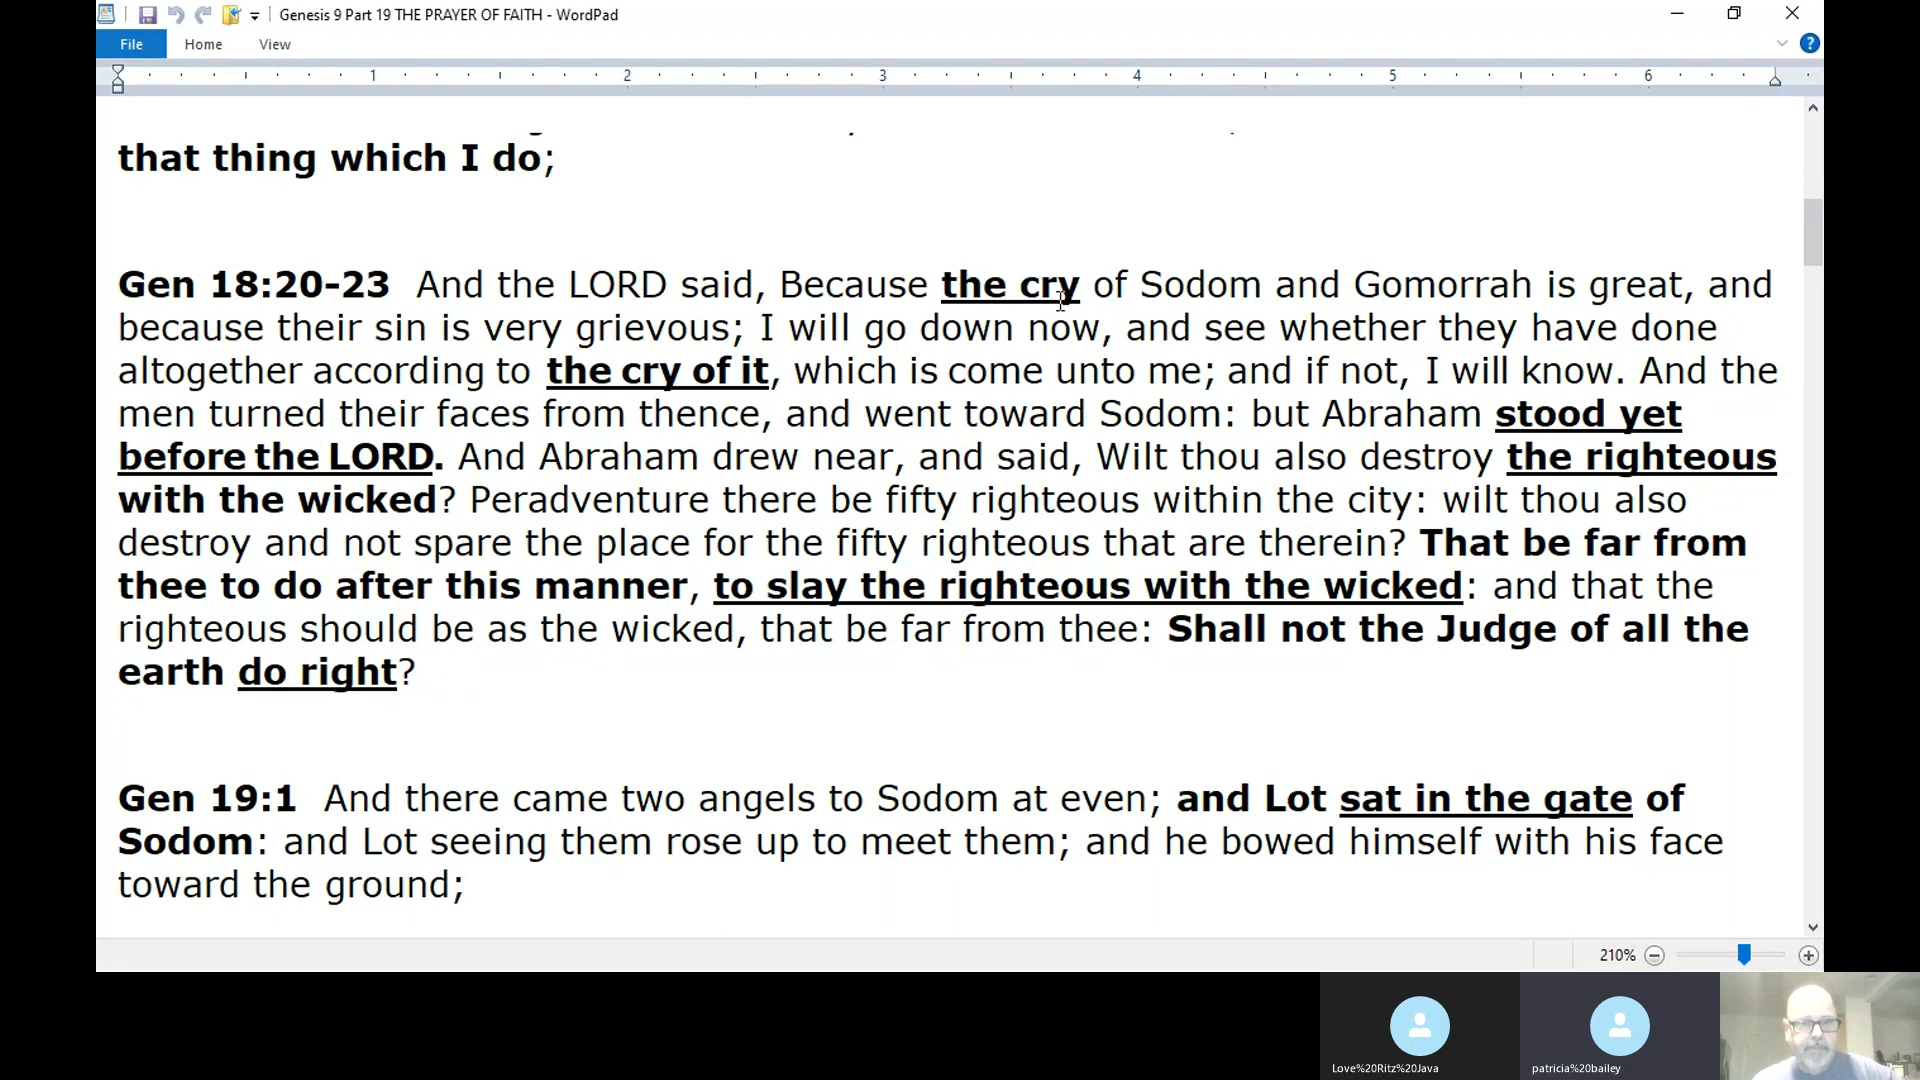 Genesis 9 Part 19 THE PRAYER OF FAITH - WordPad
File Home View
1 2 3 4 5 6
that thing which I do;
Gen 18:20-23 And the LORD said, Because the cry of Sodom and Gomorrah is great, and
because their sin is very grievous; I will go down now, and see whether they have done
altogether according to the cry of it, which is come unto me; and if not, I will know. And the
men turned their faces from thence, and went toward Sodom: but Abraham stood yet
before the LORD. And Abraham drew near, and said, Wilt thou also destroy the righteous
with the wicked? Peradventure there be fifty righteous within the city: wilt thou also
destroy and not spare the place for the fifty righteous that are therein? That be far from
thee to do after this manner, to slay the righteous with the wicked: and that the
righteous should be as the wicked, that be far from thee: Shall not the Judge of all the
earth do right?
Gen 19:1 And there came two angels to Sodom at even; and Lot sat in the gate of
Sodom: and Lot seeing them rose up to meet them; and he bowed himself with his face
toward the ground;
210%
Love%20Ritz%20Java patricia%20bailey